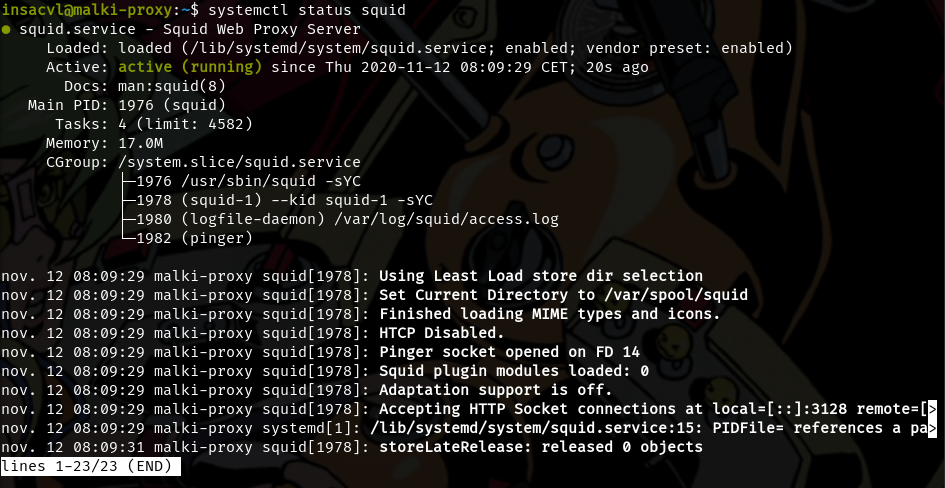 insacvl@malki-proxy:~$ systemctl status squid
● squid.service - Squid Web Proxy Server
     Loaded: loaded (/lib/systemd/system/squid.service; enabled; vendor preset: enabled)
     Active: active (running) since Thu 2020-11-12 08:09:29 CET; 20s ago
       Docs: man:squid(8)
   Main PID: 1976 (squid)
      Tasks: 4 (limit: 4582)
     Memory: 17.0M
     CGroup: /system.slice/squid.service
             ├─1976 /usr/sbin/squid -sYC
             ├─1978 (squid-1) --kid squid-1 -sYC
             ├─1980 (logfile-daemon) /var/log/squid/access.log
             └─1982 (pinger)

nov. 12 08:09:29 malki-proxy squid[1978]: Using Least Load store dir selection
nov. 12 08:09:29 malki-proxy squid[1978]: Set Current Directory to /var/spool/squid
nov. 12 08:09:29 malki-proxy squid[1978]: Finished loading MIME types and icons.
nov. 12 08:09:29 malki-proxy squid[1978]: HTCP Disabled.
nov. 12 08:09:29 malki-proxy squid[1978]: Pinger socket opened on FD 14
nov. 12 08:09:29 malki-proxy squid[1978]: Squid plugin modules loaded: 0
nov. 12 08:09:29 malki-proxy squid[1978]: Adaptation support is off.
nov. 12 08:09:29 malki-proxy squid[1978]: Accepting HTTP Socket connections at local=[::]:3128 remote=[>
nov. 12 08:09:29 malki-proxy systemd[1]: /lib/systemd/system/squid.service:15: PIDFile= references a pa>
nov. 12 08:09:31 malki-proxy squid[1978]: storeLateRelease: released 0 objects
lines 1-23/23 (END)